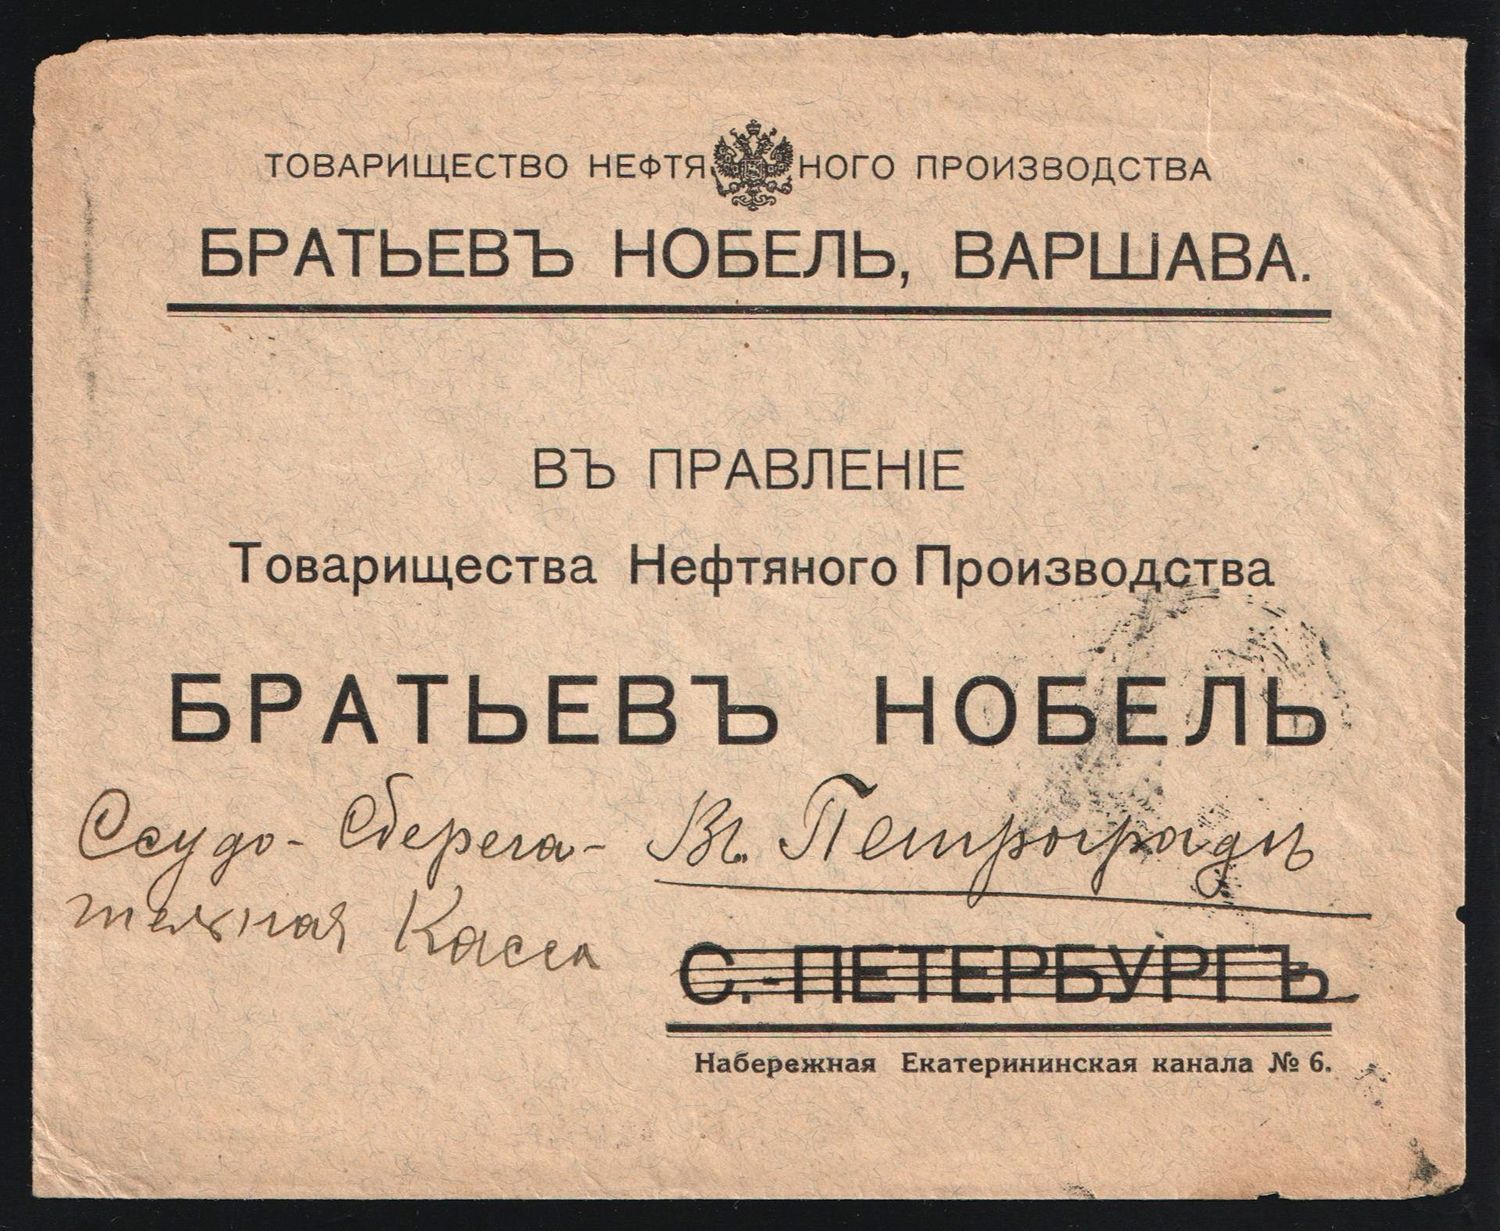 ТОВАРИЩЕСТВО НЕФТЯНОГО ПРОИЗВОДСТВА
БРАТЬЕВЪ НОБЕЛЬ, ВАРШАВА.
ВЪ ПРАВЛЕНІЕ
Товарищества Нефтяного Производства
БРАТЬЕВЪ НОБЕЛЬ
Ссудо-Сберега-
тельная Касса
Въ Петроградъ
С.-ПЕТЕРБУРГЪ
Набережная Екатерининская канала № 6.